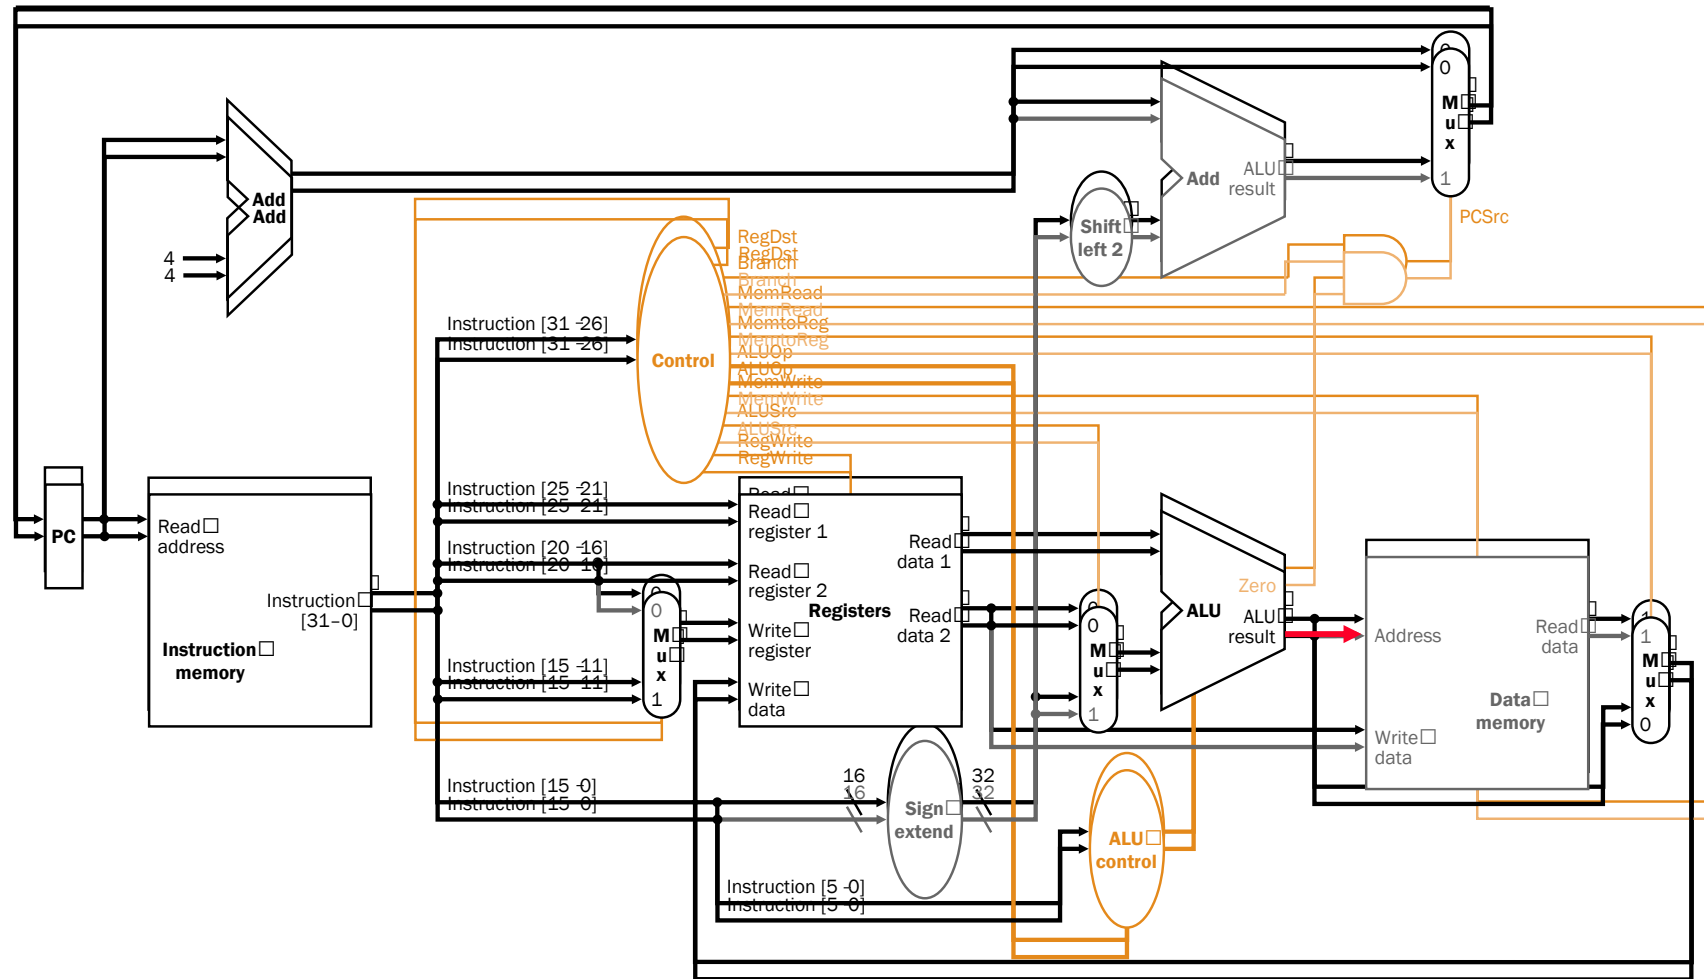 0
0
M
u
x
1
PCSrc
Add
Add
4
4
Add
ALU
result
Shift
left 2
RegDst
RegDst
Branch
Branch
MemRead
MemRead
MemtoReg
MemtoReg
ALUOp
ALUOp
MemWrite
MemWrite
ALUSrc
ALUSrc
RegWrite
RegWrite
Control
Instruction [31 -26]
Instruction [31 -26]
Instruction [25 -21]
Instruction [25 -21]
Instruction [20 -16]
Instruction [20 -16]
Instruction [15 -11]
Instruction [15 -11]
Instruction [15 -0]
Instruction [15 -0]
Instruction [5 -0]
Instruction [5 -0]
PC
Read
address
Instruction
[31-0]
Instruction
memory
0
0
M
u
x
1
Read
Read
register 1
Read
register 2
Write
register
Write
data
Registers
Read
data 1
Read
data 2
16
16
32
32
Sign
extend
0
0
M
u
x
1
ALU
Zero
ALU
result
ALU
control
Address
Read
data
Data
memory
Write
data
1
1
M
u
x
0